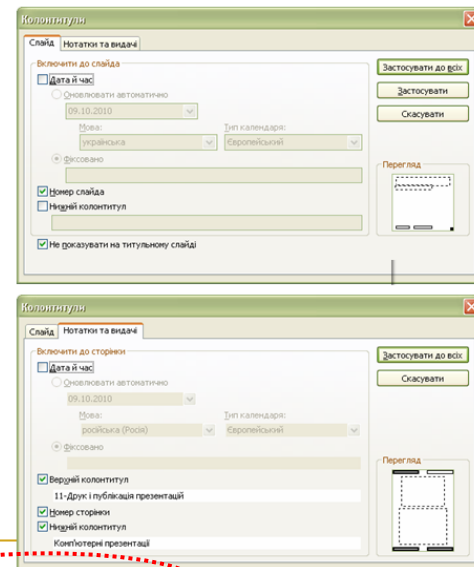 Колонтитули
Слайд Нотатки та видачі
Включити до слайда
Дата й час
Застосувати до всіх
Оновлювати автоматично
Застосувати
09.10.2010
Мова: Тип календаря:
Скасувати
українська Європейський
Фіксовано
Перегляд
Номер слайда
Нижній колонтитул
Не показувати на титульному слайді
Колонтитули
Слайд Нотатки та видачі
Включити до сторінки
Дата й час
Застосувати до всіх
Оновлювати автоматично
Скасувати
09.10.2010
Мова: Тип календаря:
російська (Росія) Європейський
Фіксовано
Перегляд
Верхній колонтитул
11-Друк і публікація презентацій
Номер сторінки
Нижній колонтитул
Комп'ютерні презентації